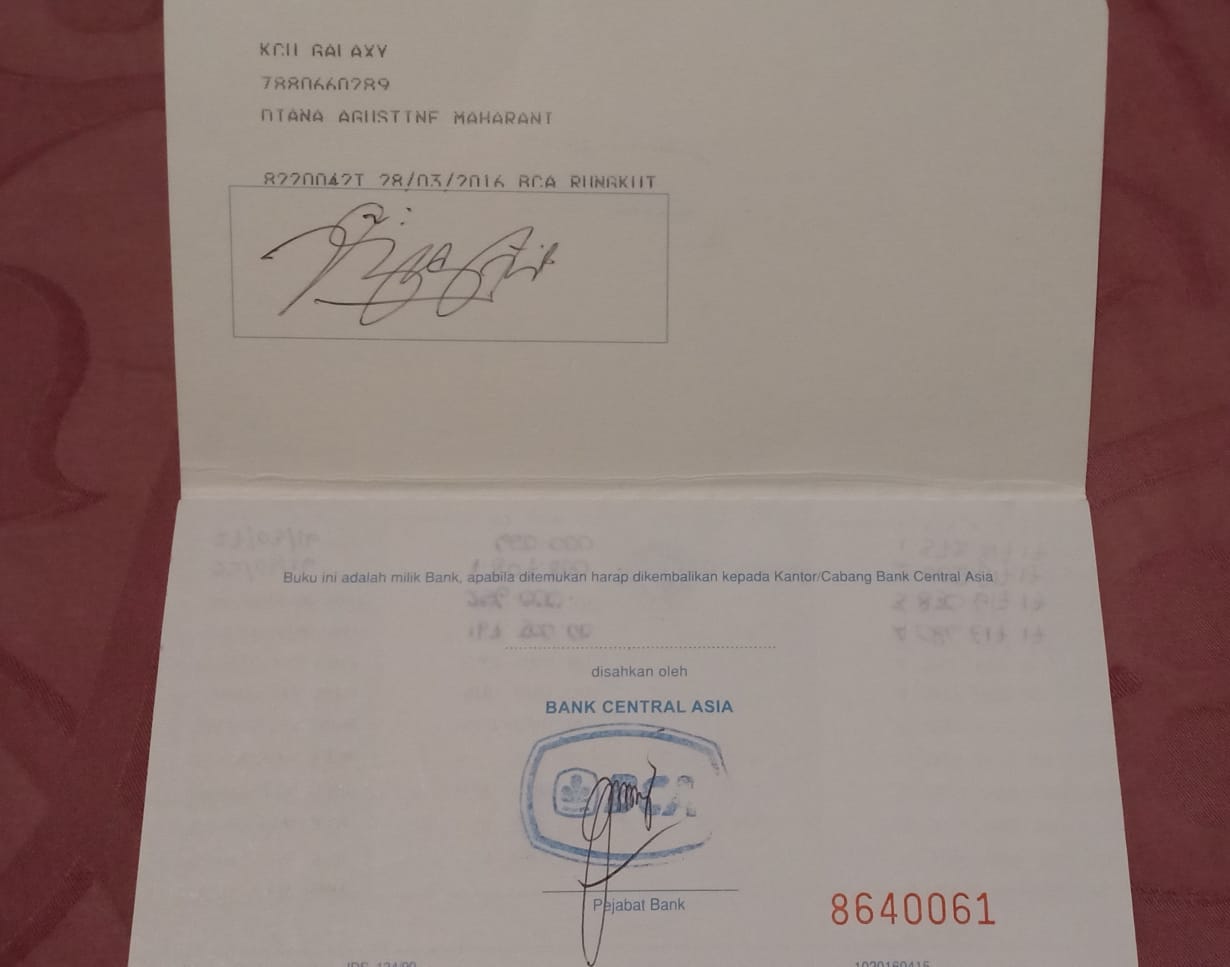 KCU GALAXY
7880660289
DIANA AGUSTINE MAHARANI
8220042T 28/03/2016 BCA RUNGKUT
Buku ini adalah milik Bank, apabila ditemukan harap dikembalikan kepada Kantor/Cabang Bank Central Asia
disahkan oleh
BANK CENTRAL ASIA
BCA
Pejabat Bank
8640061